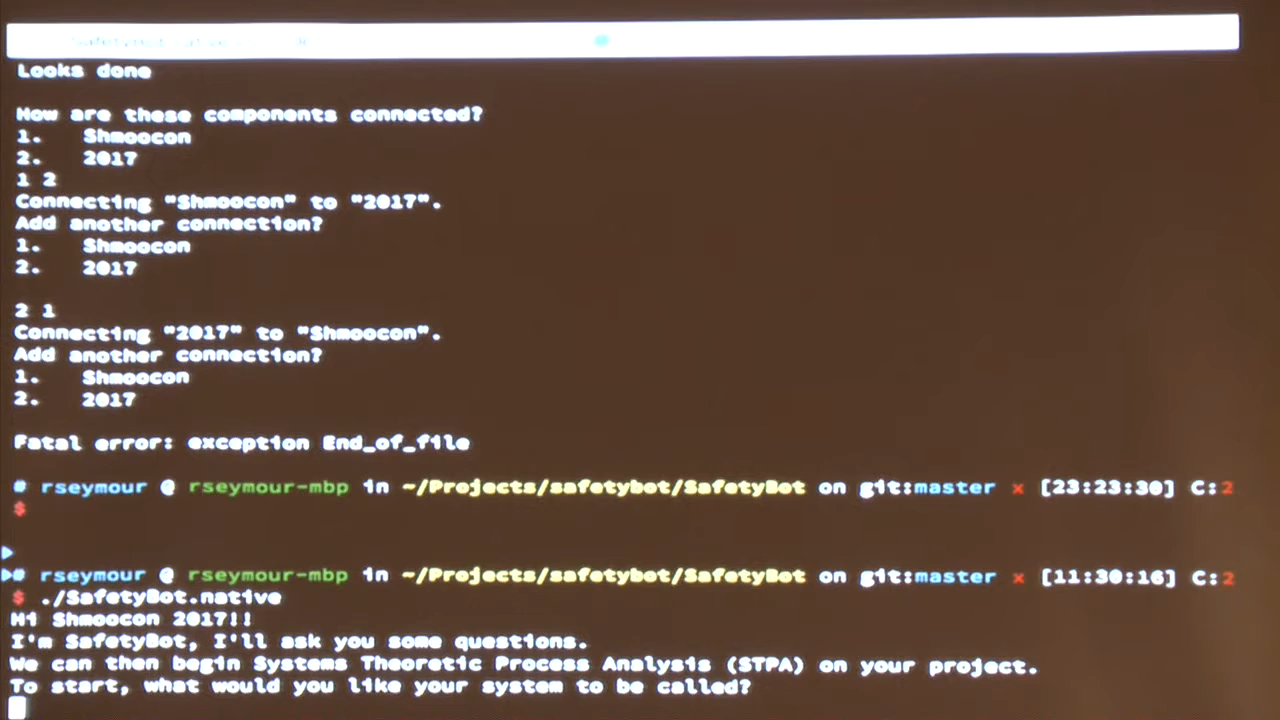 Looks done
How are these components connected?
1. Shmoocon
2. 2017
1 2
Connecting "Shmoocon" to "2017".
Add another connection?
1. Shmoocon
2. 2017
2 1
Connecting "2017" to "Shmoocon".
Add another connection?
1. Shmoocon
2. 2017
Fatal error: exception End_of_file
# rseymour @ rseymour-mbp in ~/Projects/safetybot/SafetyBot on git:master x [23:23:30] C:2
$
# rseymour @ rseymour-mbp in ~/Projects/safetybot/SafetyBot on git:master x [11:30:16] C:2
$ ./SafetyBot.native
Hi Shmoocon 2017!!
I'm SafetyBot, I'll ask you some questions.
We can then begin Systems Theoretic Process Analysis (STPA) on your project.
To start, what would you like your system to be called?